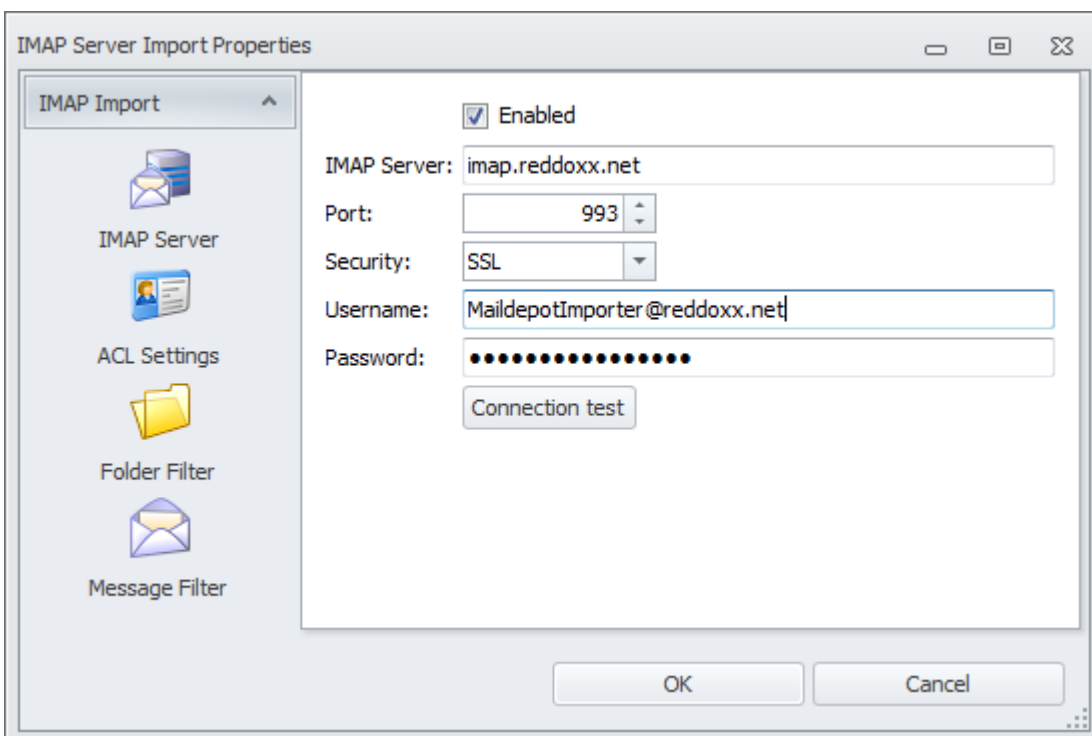 IMAP Server Import Properties
IMAP Import
IMAP Server
ACL Settings
Folder Filter
Message Filter
Enabled
IMAP Server: imap.reddoxx.net
Port: 993
Security: SSL
Username: MaildepotImporter@reddoxx.net
Password: ●●●●●●●●●●●●●●●●
Connection test
OK Cancel